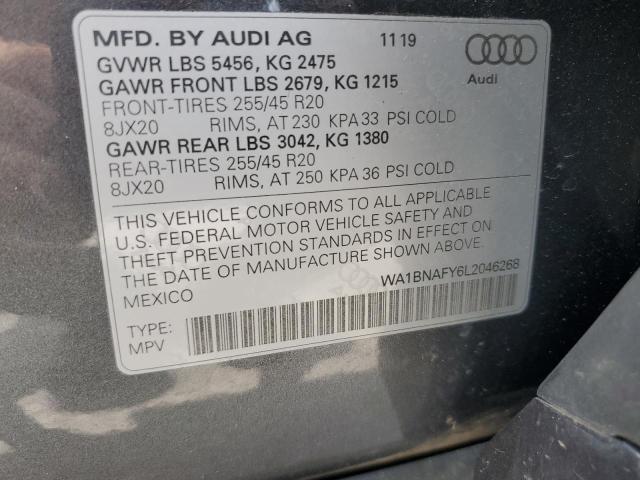 MFD. BY AUDI AG 11 19
GVWR LBS 5456, KG 2475
GAWR FRONT LBS 2679, KG 1215
FRONT-TIRES 255/45 R20
8JX20 RIMS, AT 230 KPA 33 PSI COLD
GAWR REAR LBS 3042, KG 1380
REAR-TIRES 255/45 R20
8JX20 RIMS, AT 250 KPA 36 PSI COLD
Audi
THIS VEHICLE CONFORMS TO ALL APPLICABLE
U.S. FEDERAL MOTOR VEHICLE SAFETY AND
THEFT PREVENTION STANDARDS IN EFFECT ON
THE DATE OF MANUFACTURE SHOWN ABOVE.
MEXICO WA1BNAFY6L2046268
TYPE:
MPV